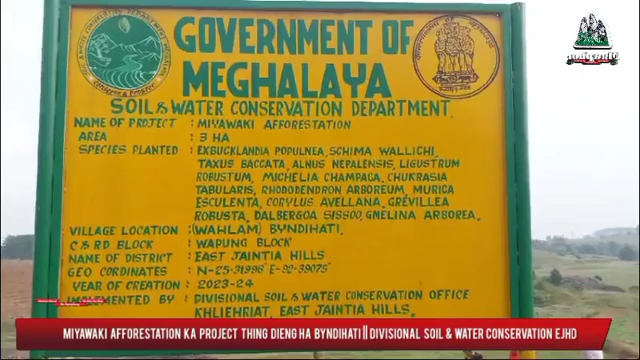 GOVERNMENT OF
MEGHALAYA
SOIL & WATER CONSERVATION DEPARTMENT.
NAME OF PROJECT : MIYAWAKI AFFORESTATION
AREA : 3 HA
SPECIES PLANTED : EXBUCKLANDIA POPULNEA, SCHIMA WALLICHI,
TAXUS BACCATA, ALNUS NEPALENSIS, LIGUSTRUM
ROBUSTUM, MICHELIA CHAMPACA, CHUKRASIA
TABULARIS, RHODODENDRON ARBOREUM, MURICA
ESCULENTA, CORYLUS AVELLANA, GRÉVILLEA
ROBUSTA, DALBERGOA SISSOO, GNELINA ARBOREA.
VILLAGE LOCATION : (WAHLAM) BYNDIHATI.
C & RD BLOCK : WAPUNG BLOCK
NAME OF DISTRICT : EAST JAINTIA HILLS
GEO CORDINATES : N-25·31998° E-92·39075°
YEAR OF CREATION : 2023-24
BY : DIVISIONAL SOIL & WATER CONSERVATION OFFICE
KHLIEHRIAT, EAST JAINTIA HILLS.
MIYAWAKI AFFORESTATION KA PROJECT THING DIENG HA BYNDIHATI || DIVISIONAL SOIL & WATER CONSERVATION EJHD